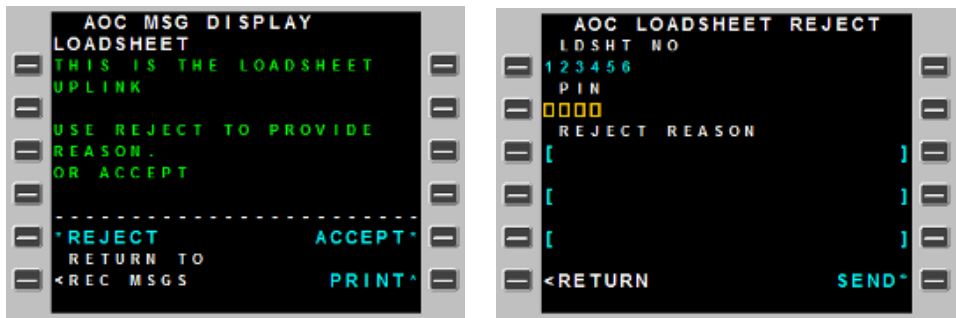 AOC MSG DISPLAY
LOADSHEET
THIS IS THE LOADSHEET
UPLINK
USE REJECT TO PROVIDE
REASON.
OR ACCEPT
------------------------
*REJECT ACCEPT*
RETURN TO
<REC MSGS PRINT^
AOC LOADSHEET REJECT
LDSHT NO
123456
PIN
▯▯▯▯
REJECT REASON
[ ]
[ ]
[ ]
<RETURN SEND*